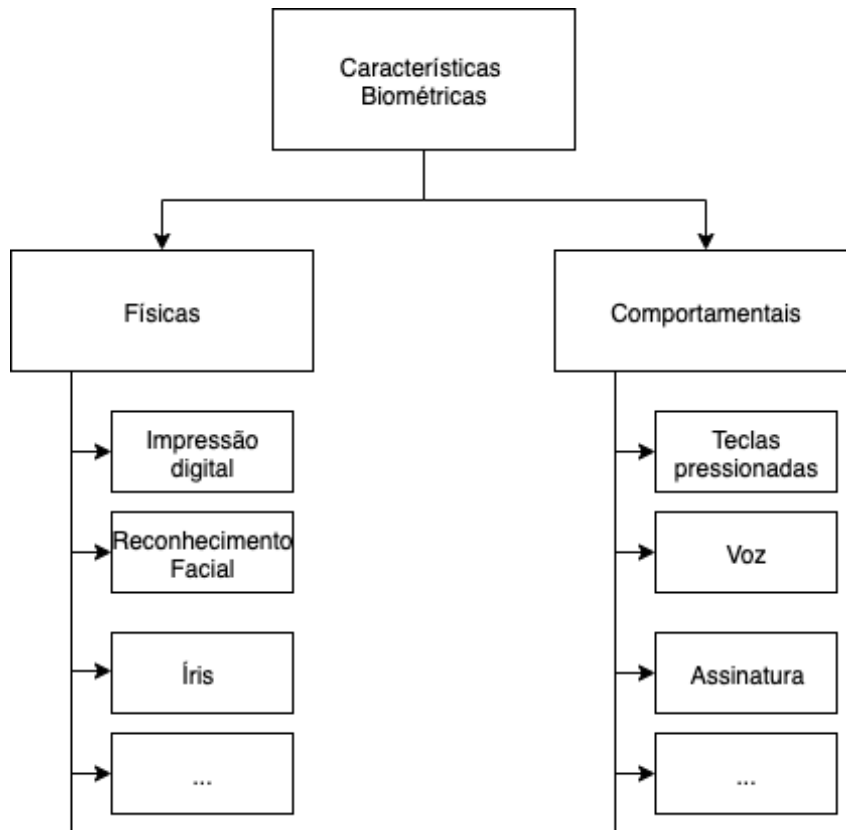 Características
Biométricas
Físicas
Comportamentais
Impressão
digital
Teclas
pressionadas
Reconhecimento
Facial
Voz
Íris
Assinatura
...
...